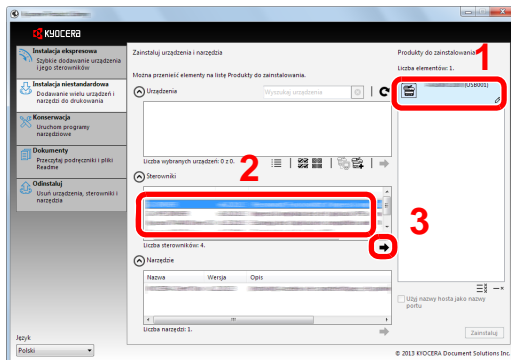 KYOCERA
Instalacja ekspresowa
Szybkie dodawanie urządzenia
i jego sterowników
Instalacja niestandardowa
Dodawanie wielu urządzeń i
narzędzi do drukowania
Konserwacja
Uruchom programy
narzędziowe
Dokumenty
Przeczytaj podręczniki i pliki
Readme
Odinstaluj
Usuń urządzenia, sterowniki i
narzędzia
Język
Polski
Zainstaluj urządzenia i narzędzia
Można przenieść elementy na listę Produkty do zainstalowania.
Urządzenia
Wyszukaj urządzenia
Liczba wybranych urządzeń: 0 z 0.
2
Sterowniki
3
Liczba sterowników: 4.
Narzędzie
Nazwa Wersja Opis
Liczba narzędzi: 1.
Produkty do zainstalowania
1
Liczba elementów: 1.
(USB001)
Użyj nazwy hosta jako nazwy
portu
Zainstaluj
© 2013 KYOCERA Document Solutions Inc.